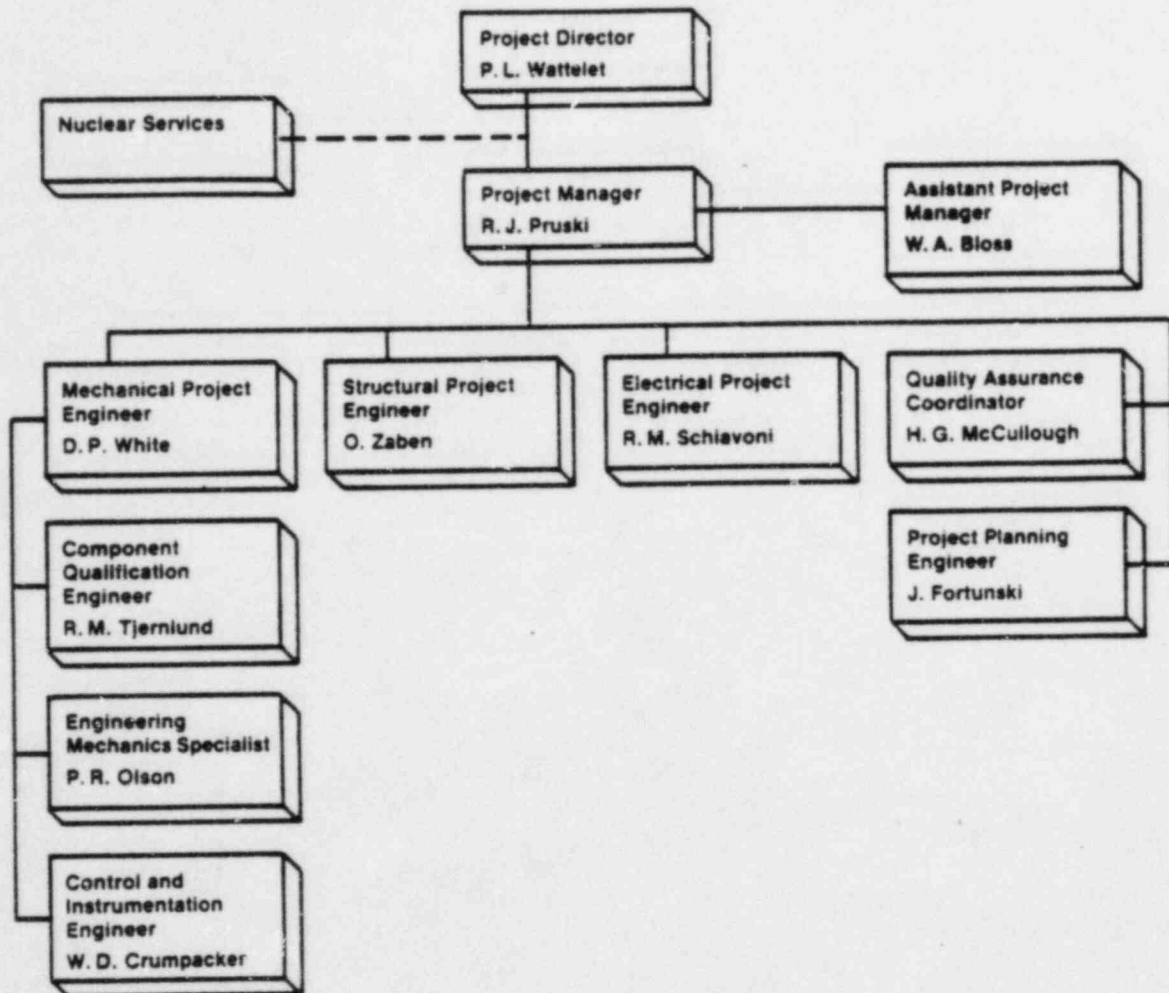 Project Director
P. L. Wattelet
Nuclear Services
Project Manager
R. J. Pruski
Assistant Project
Manager
W. A. Bloss
Mechanical Project
Engineer
D. P. White
Structural Project
Engineer
O. Zaben
Electrical Project
Engineer
R. M. Schiavoni
Quality Assurance
Coordinator
H. G. McCullough
Component
Qualification
Engineer
R. M. Tjernlund
Project Planning
Engineer
J. Fortunski
Engineering
Mechanics Specialist
P. R. Olson
Control and
Instrumentation
Engineer
W. D. Crumpacker